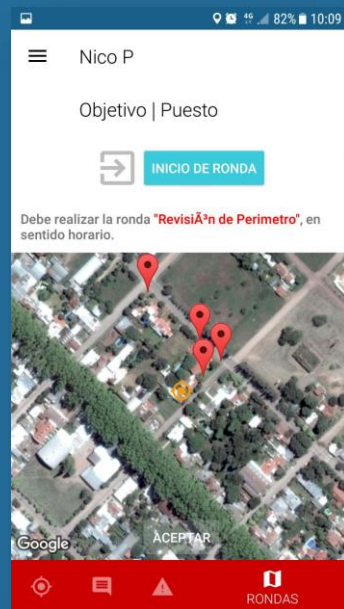 4G 82% 10:09
Nico P
Objetivo | Puesto
INICIO DE RONDA
Debe realizar la ronda "RevisiÃ³n de Perimetro", en
sentido horario.
Google
ACEPTAR
RONDAS